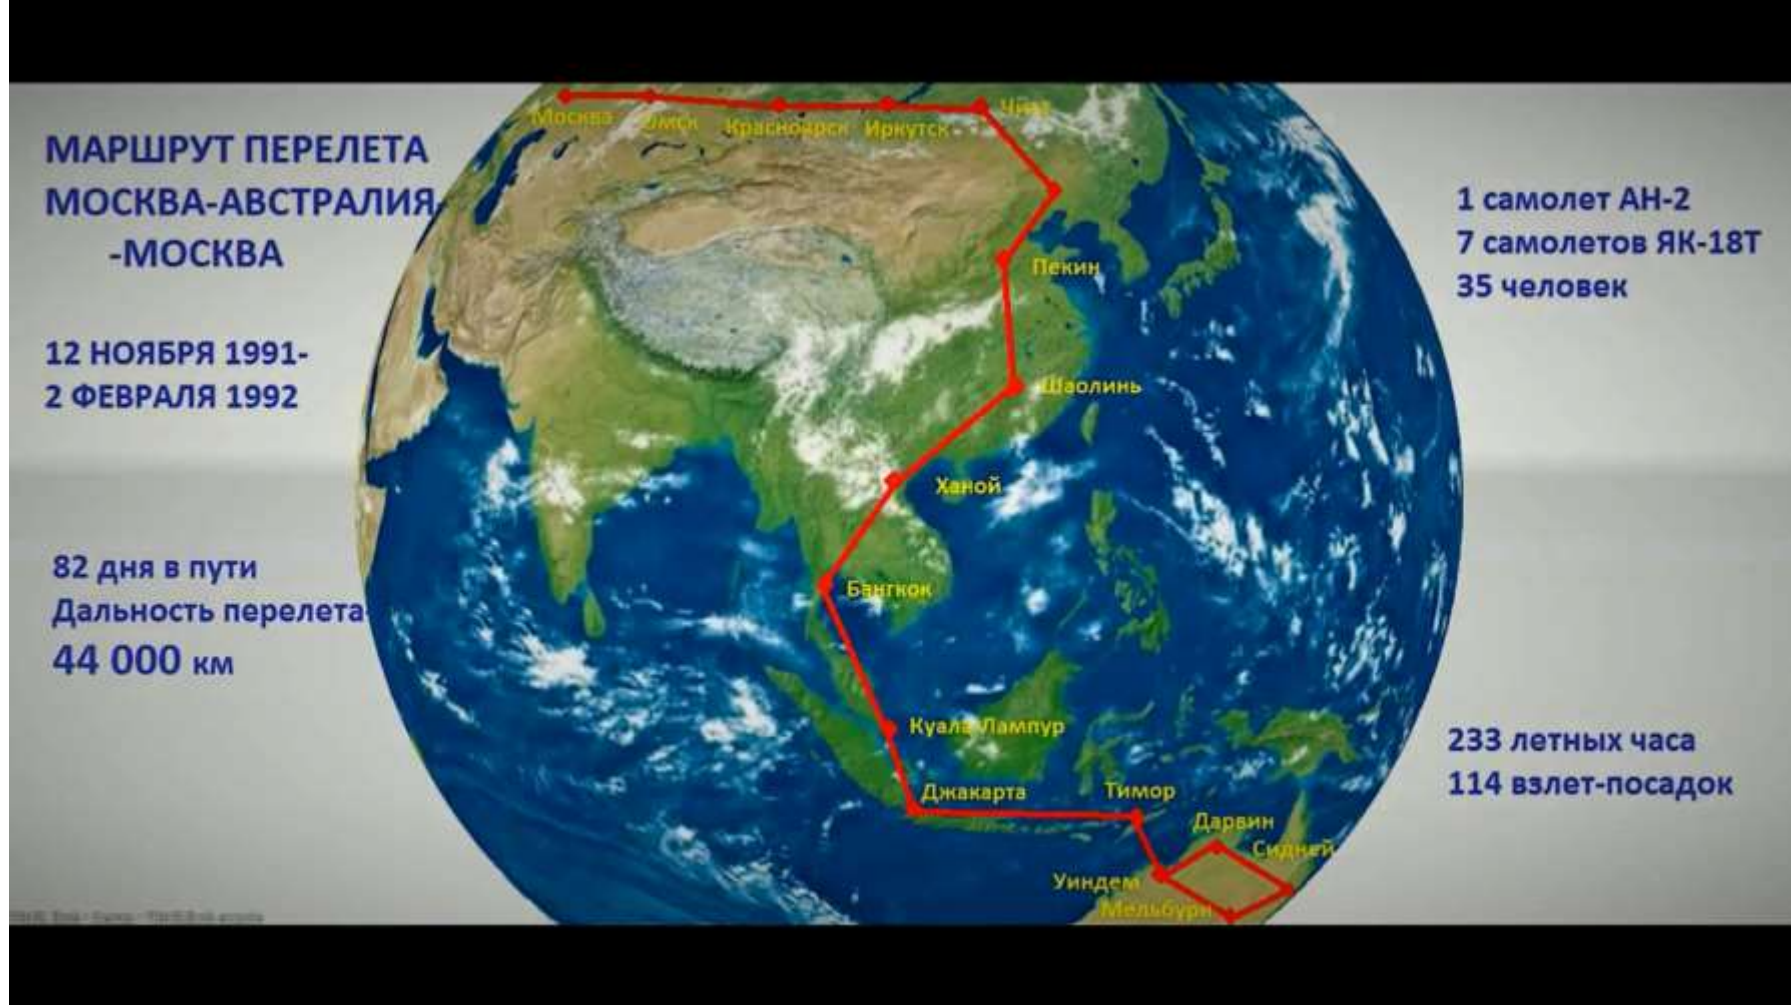 МАРШРУТ ПЕРЕЛЕТА
МОСКВА-АВСТРАЛИЯ-
-МОСКВА
12 НОЯБРЯ 1991-
2 ФЕВРАЛЯ 1992
82 дня в пути
Дальность перелета-
44 000 км
Москва
Омск
Красноярск
Иркутск
Чита
Пекин
Шаолинь
Ханой
Бангкок
Куала-Лампур
Джакарта
Тимор
Дарвин
Сидней
Уиндем
Мельбурн
1 самолет АН-2
7 самолетов ЯК-18Т
35 человек
233 летных часа
114 взлет-посадок